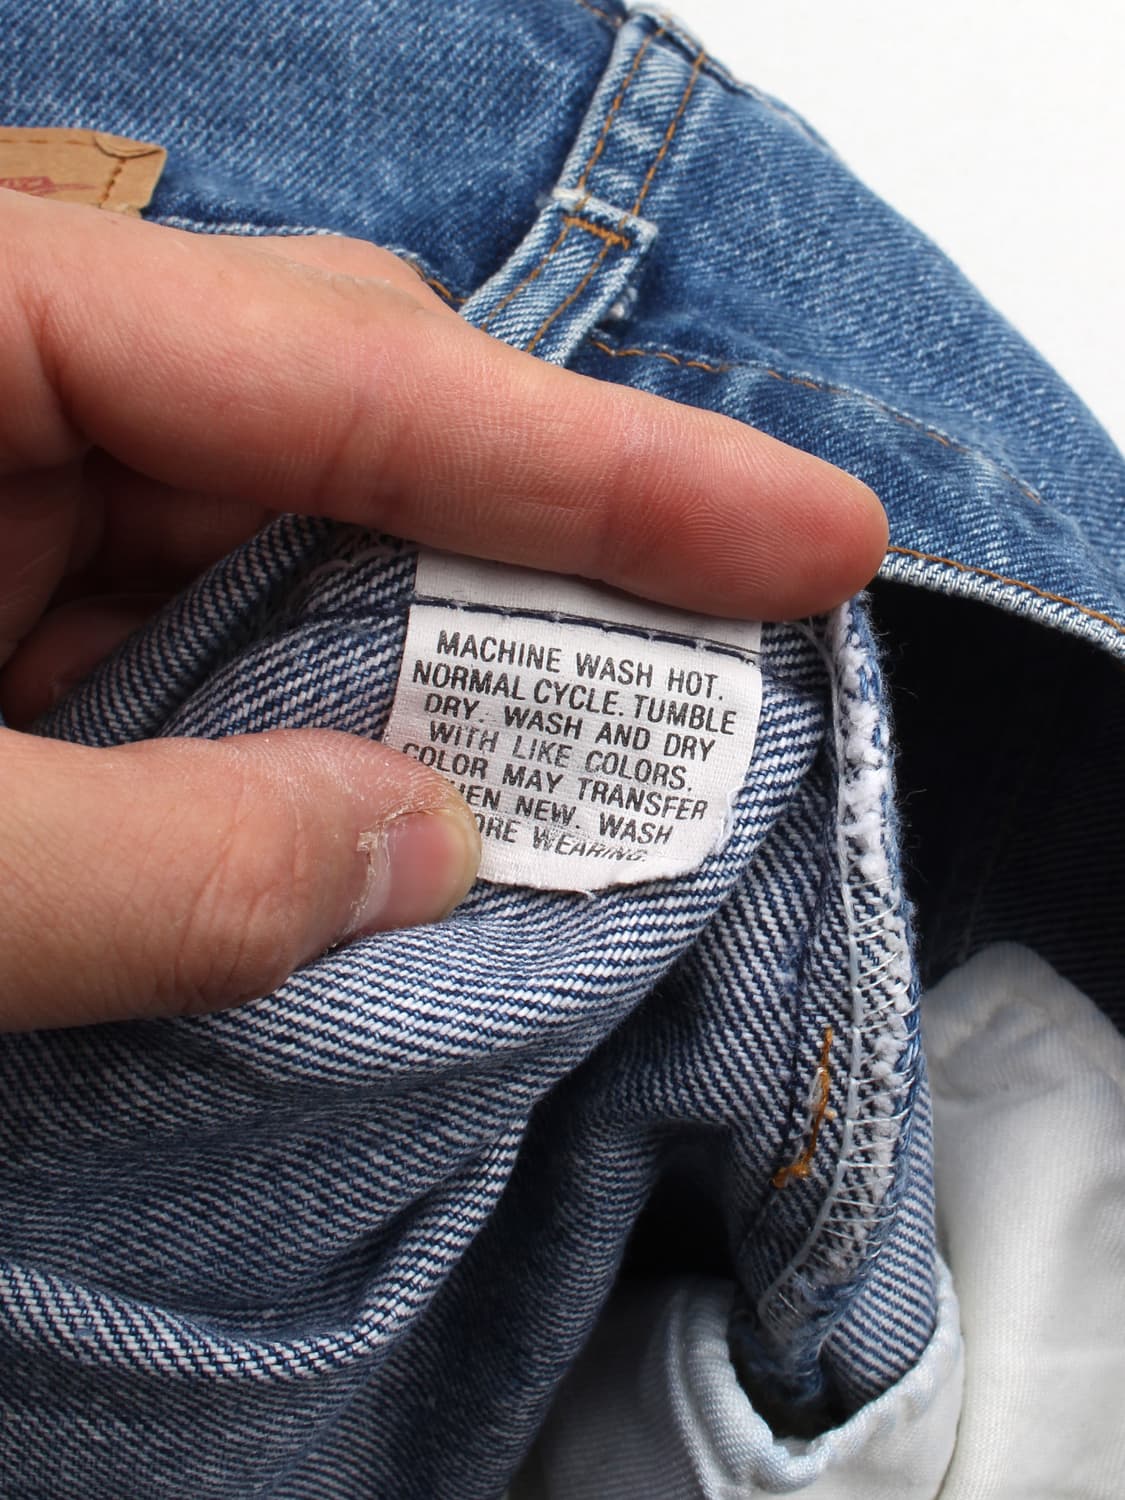 MACHINE WASH HOT.
NORMAL CYCLE. TUMBLE
DRY. WASH AND DRY
WITH LIKE COLORS.
COLOR MAY TRANSFER
HEN NEW. WASH
ORE WEARING.